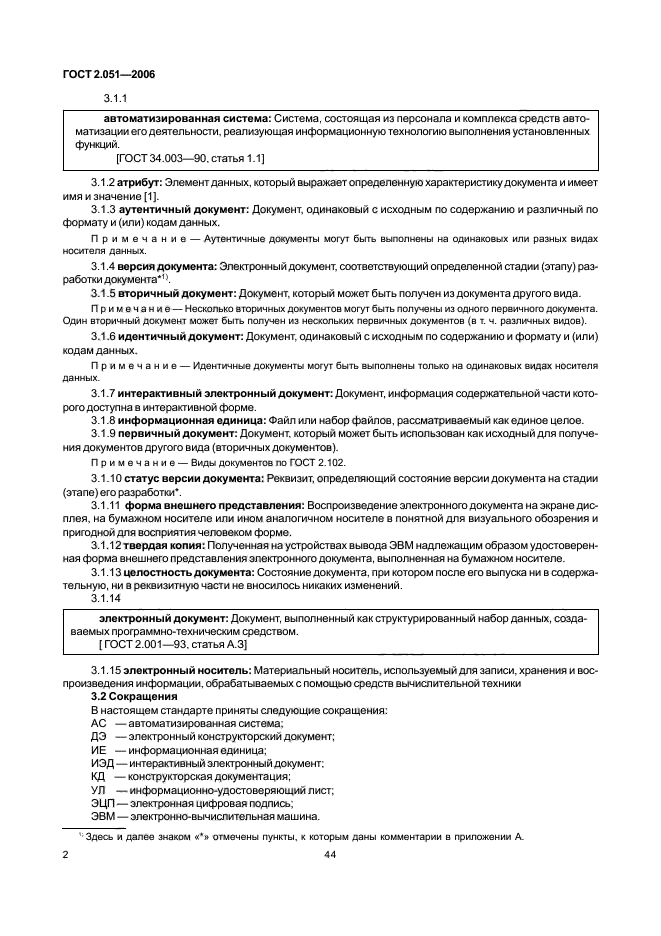 ГОСТ 2.051—2006
3.1.1
автоматизированная система: Система, состоящая из персонала и комплекса средств авто-
матизации его деятельности, реализующая информационную технологию выполнения установленных
функций.
[ГОСТ 34.003—90, статья 1.1]
3.1.2 атрибут: Элемент данных, который выражает определенную характеристику документа и имеет
имя и значение [1].
3.1.3 аутентичный документ: Документ, одинаковый с исходным по содержанию и различный по
формату и (или) кодам данных.
П р и м е ч а н и е — Аутентичные документы могут быть выполнены на одинаковых или разных видах
носителя данных.
3.1.4 версия документа: Электронный документ, соответствующий определенной стадии (этапу) раз-
работки документа*1).
3.1.5 вторичный документ: Документ, который может быть получен из документа другого вида.
П р и м е ч а н и е — Несколько вторичных документов могут быть получены из одного первичного документа.
Один вторичный документ может быть получен из нескольких первичных документов (в т. ч. различных видов).
3.1.6 идентичный документ: Документ, одинаковый с исходным по содержанию и формату и (или)
кодам данных.
П р и м е ч а н и е — Идентичные документы могут быть выполнены только на одинаковых видах носителя
данных.
3.1.7 интерактивный электронный документ: Документ, информация содержательной части кото-
рого доступна в интерактивной форме.
3.1.8 информационная единица: Файл или набор файлов, рассматриваемый как единое целое.
3.1.9 первичный документ: Документ, который может быть использован как исходный для получе-
ния документов другого вида (вторичных документов).
П р и м е ч а н и е — Виды документов по ГОСТ 2.102.
3.1.10 статус версии документа: Реквизит, определяющий состояние версии документа на стадии
(этапе) его разработки*.
3.1.11 форма внешнего представления: Воспроизведение электронного документа на экране дис-
плея, на бумажном носителе или ином аналогичном носителе в понятной для визуального обозрения и
пригодной для восприятия человеком форме.
3.1.12 твердая копия: Полученная на устройствах вывода ЭВМ надлежащим образом удостоверен-
ная форма внешнего представления электронного документа, выполненная на бумажном носителе.
3.1.13 целостность документа: Состояние документа, при котором после его выпуска ни в содержа-
тельную, ни в реквизитную части не вносилось никаких изменений.
3.1.14
электронный документ: Документ, выполненный как структурированный набор данных, созда-
ваемых программно-техническим средством.
[ ГОСТ 2.001—93, статья А.3]
3.1.15 электронный носитель: Материальный носитель, используемый для записи, хранения и вос-
произведения информации, обрабатываемых с помощью средств вычислительной техники
3.2 Сокращения
В настоящем стандарте приняты следующие сокращения:
АС — автоматизированная система;
ДЭ — электронный конструкторский документ;
ИЕ — информационная единица;
ИЭД — интерактивный электронный документ;
КД — конструкторская документация;
УЛ — информационно-удостоверяющий лист;
ЭЦП — электронная цифровая подпись;
ЭВМ — электронно-вычислительная машина.
1) Здесь и далее знаком «*» отмечены пункты, к которым даны комментарии в приложении А.
2
44